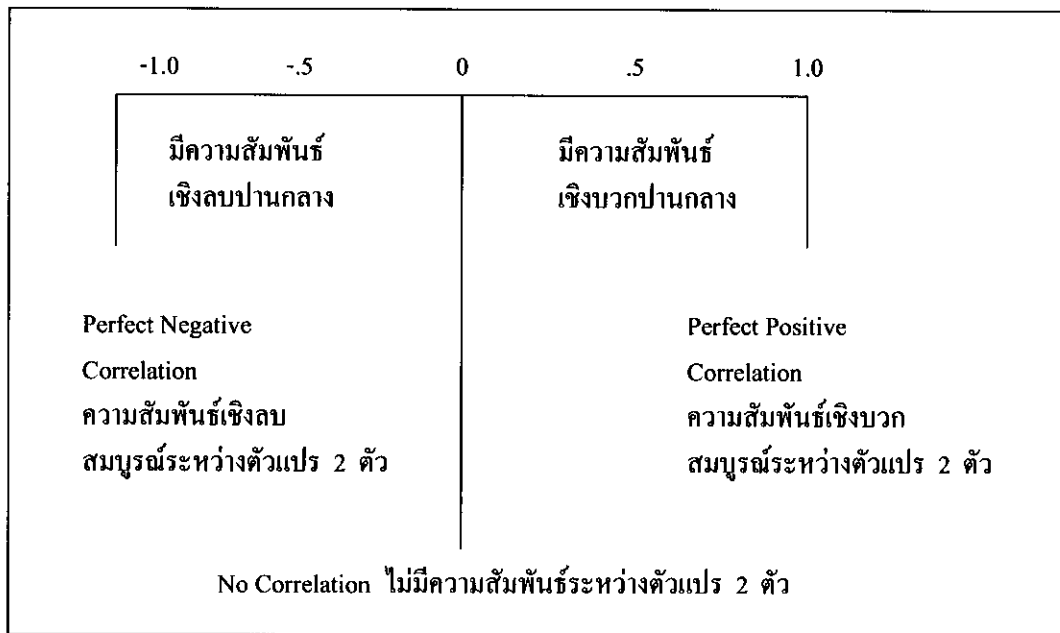 -1.0 -.5 0 .5 1.0
มีความสัมพันธ์ มีความสัมพันธ์
เชิงลบปานกลาง เชิงบวกปานกลาง
Perfect Negative Perfect Positive
Correlation Correlation
ความสัมพันธ์เชิงลบ ความสัมพันธ์เชิงบวก
สมบูรณ์ระหว่างตัวแปร 2 ตัว สมบูรณ์ระหว่างตัวแปร 2 ตัว
No Correlation ไม่มีความสัมพันธ์ระหว่างตัวแปร 2 ตัว